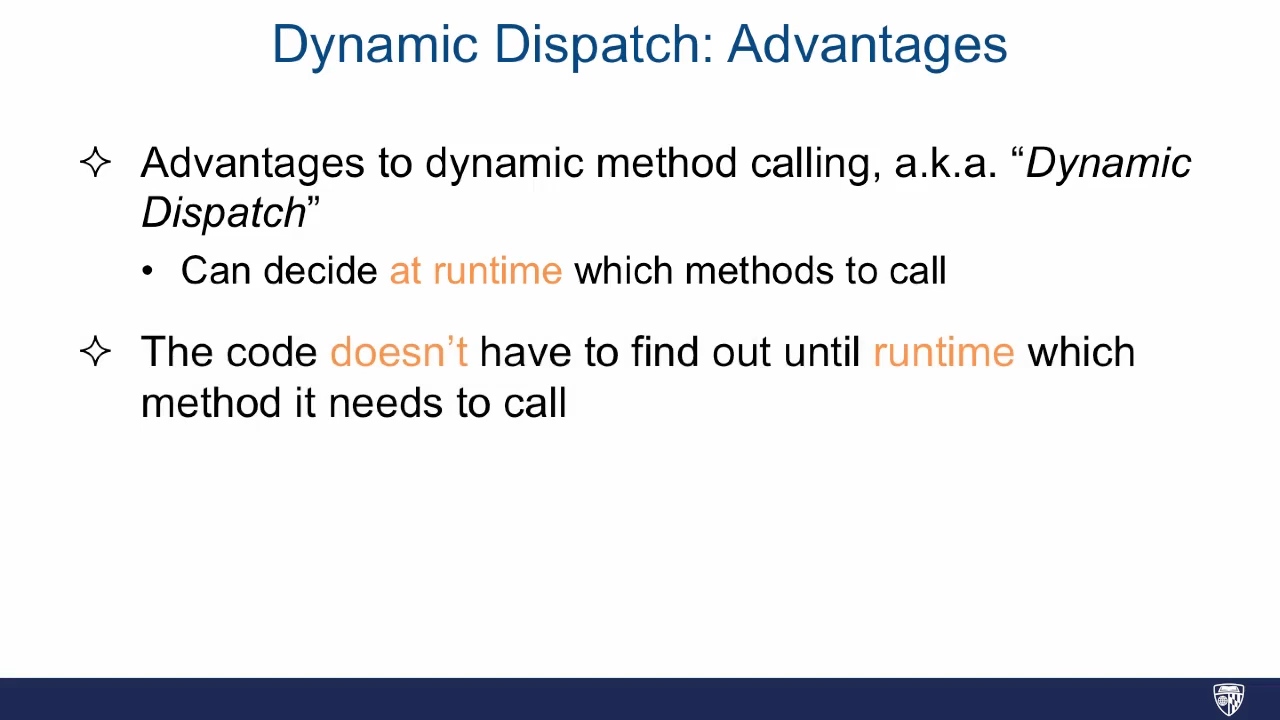 Dynamic Dispatch: Advantages
Advantages to dynamic method calling, a.k.a. “Dynamic
Dispatch”
• Can decide at runtime which methods to call
The code doesn’t have to find out until runtime which
method it needs to call